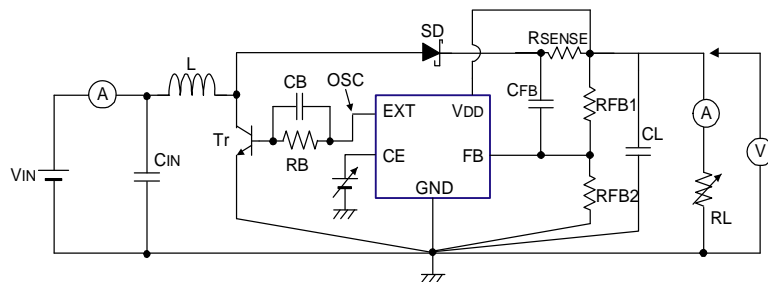 SD
RSENSE
L
OSC
CB
CFB
A
EXT
VDD
RFB1
A
Tr
CIN
RB
CE
FB
CL
V
VIN
GND
RFB2
RL